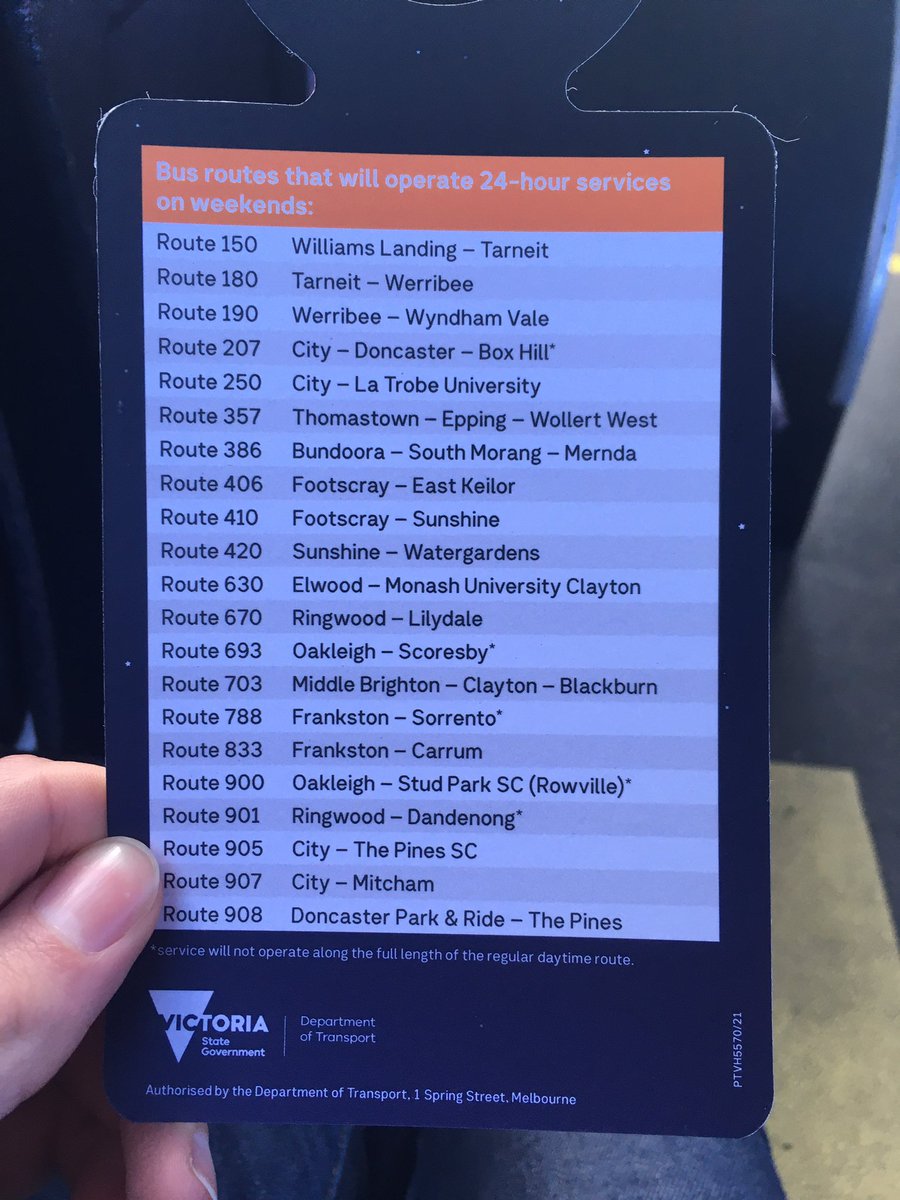 Bus routes that will operate 24-hour services
on weekends:
Route 150 Williams Landing – Tarneit
Route 180 Tarneit – Werribee
Route 190 Werribee – Wyndham Vale
Route 207 City – Doncaster – Box Hill*
Route 250 City – La Trobe University
Route 357 Thomastown – Epping – Wollert West
Route 386 Bundoora – South Morang – Mernda
Route 406 Footscray – East Keilor
Route 410 Footscray – Sunshine
Route 420 Sunshine – Watergardens
Route 630 Elwood – Monash University Clayton
Route 670 Ringwood – Lilydale
Route 693 Oakleigh – Scoresby*
Route 703 Middle Brighton – Clayton – Blackburn
Route 788 Frankston – Sorrento*
Route 833 Frankston – Carrum
Route 900 Oakleigh – Stud Park SC (Rowville)*
Route 901 Ringwood – Dandenong*
Route 905 City – The Pines SC
Route 907 City – Mitcham
Route 908 Doncaster Park & Ride – The Pines
*service will not operate along the full length of the regular daytime route.
VICTORIA
State
Government
Department
of Transport
PTVH5570/21
Authorised by the Department of Transport, 1 Spring Street, Melbourne